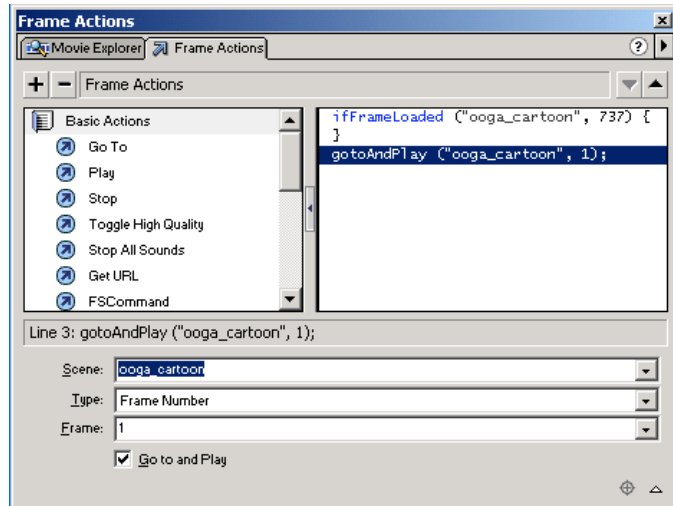 Frame Actions
Movie Explorer Frame Actions ?
+ − Frame Actions
Basic Actions
Go To
Play
Stop
Toggle High Quality
Stop All Sounds
Get URL
FSCommand
ifFrameLoaded ("ooga_cartoon", 737) {
}
gotoAndPlay ("ooga_cartoon", 1);
Line 3: gotoAndPlay ("ooga_cartoon", 1);
Scene: ooga_cartoon
Type: Frame Number
Frame: 1
Go to and Play